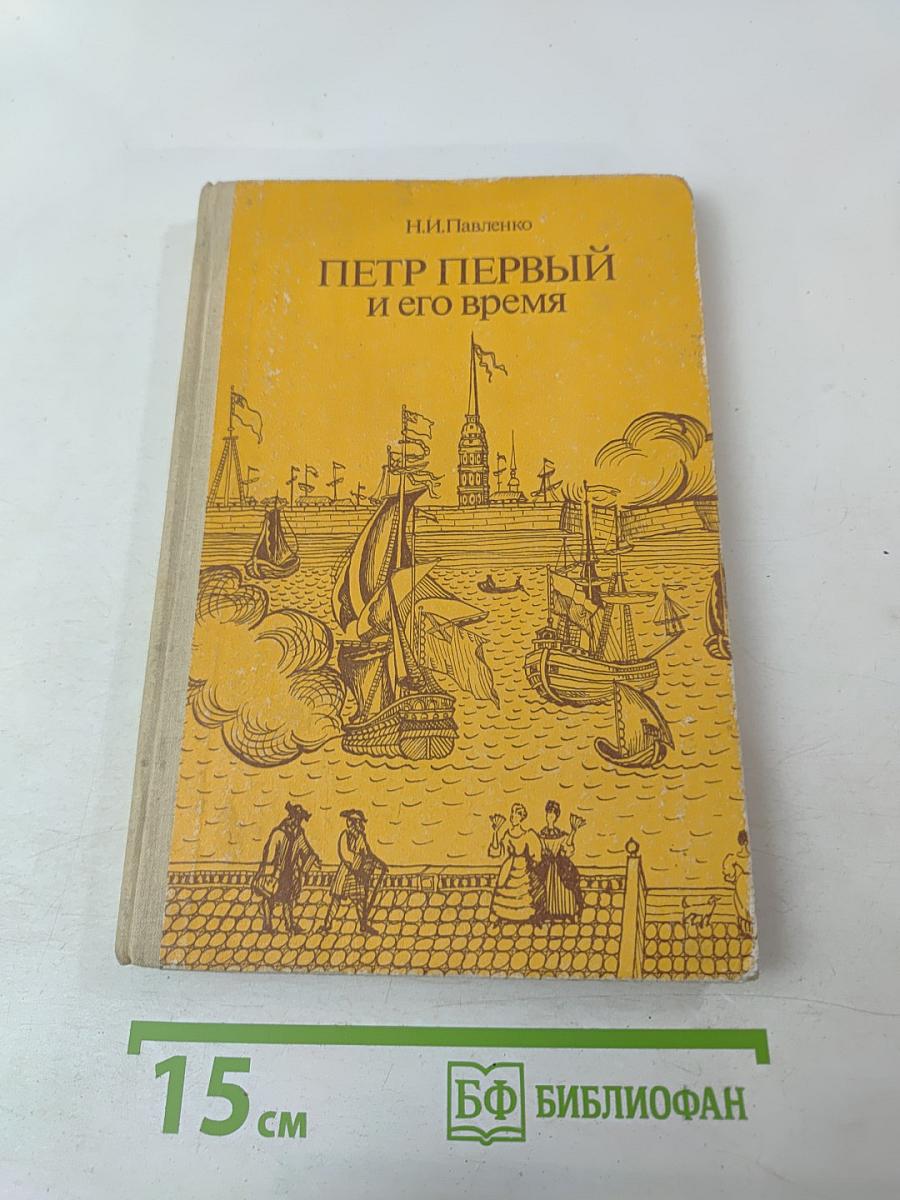 Н.И.Павленко
ПЕТР ПЕРВЫЙ
и его время
15 см
БФ БИБЛИОФАН